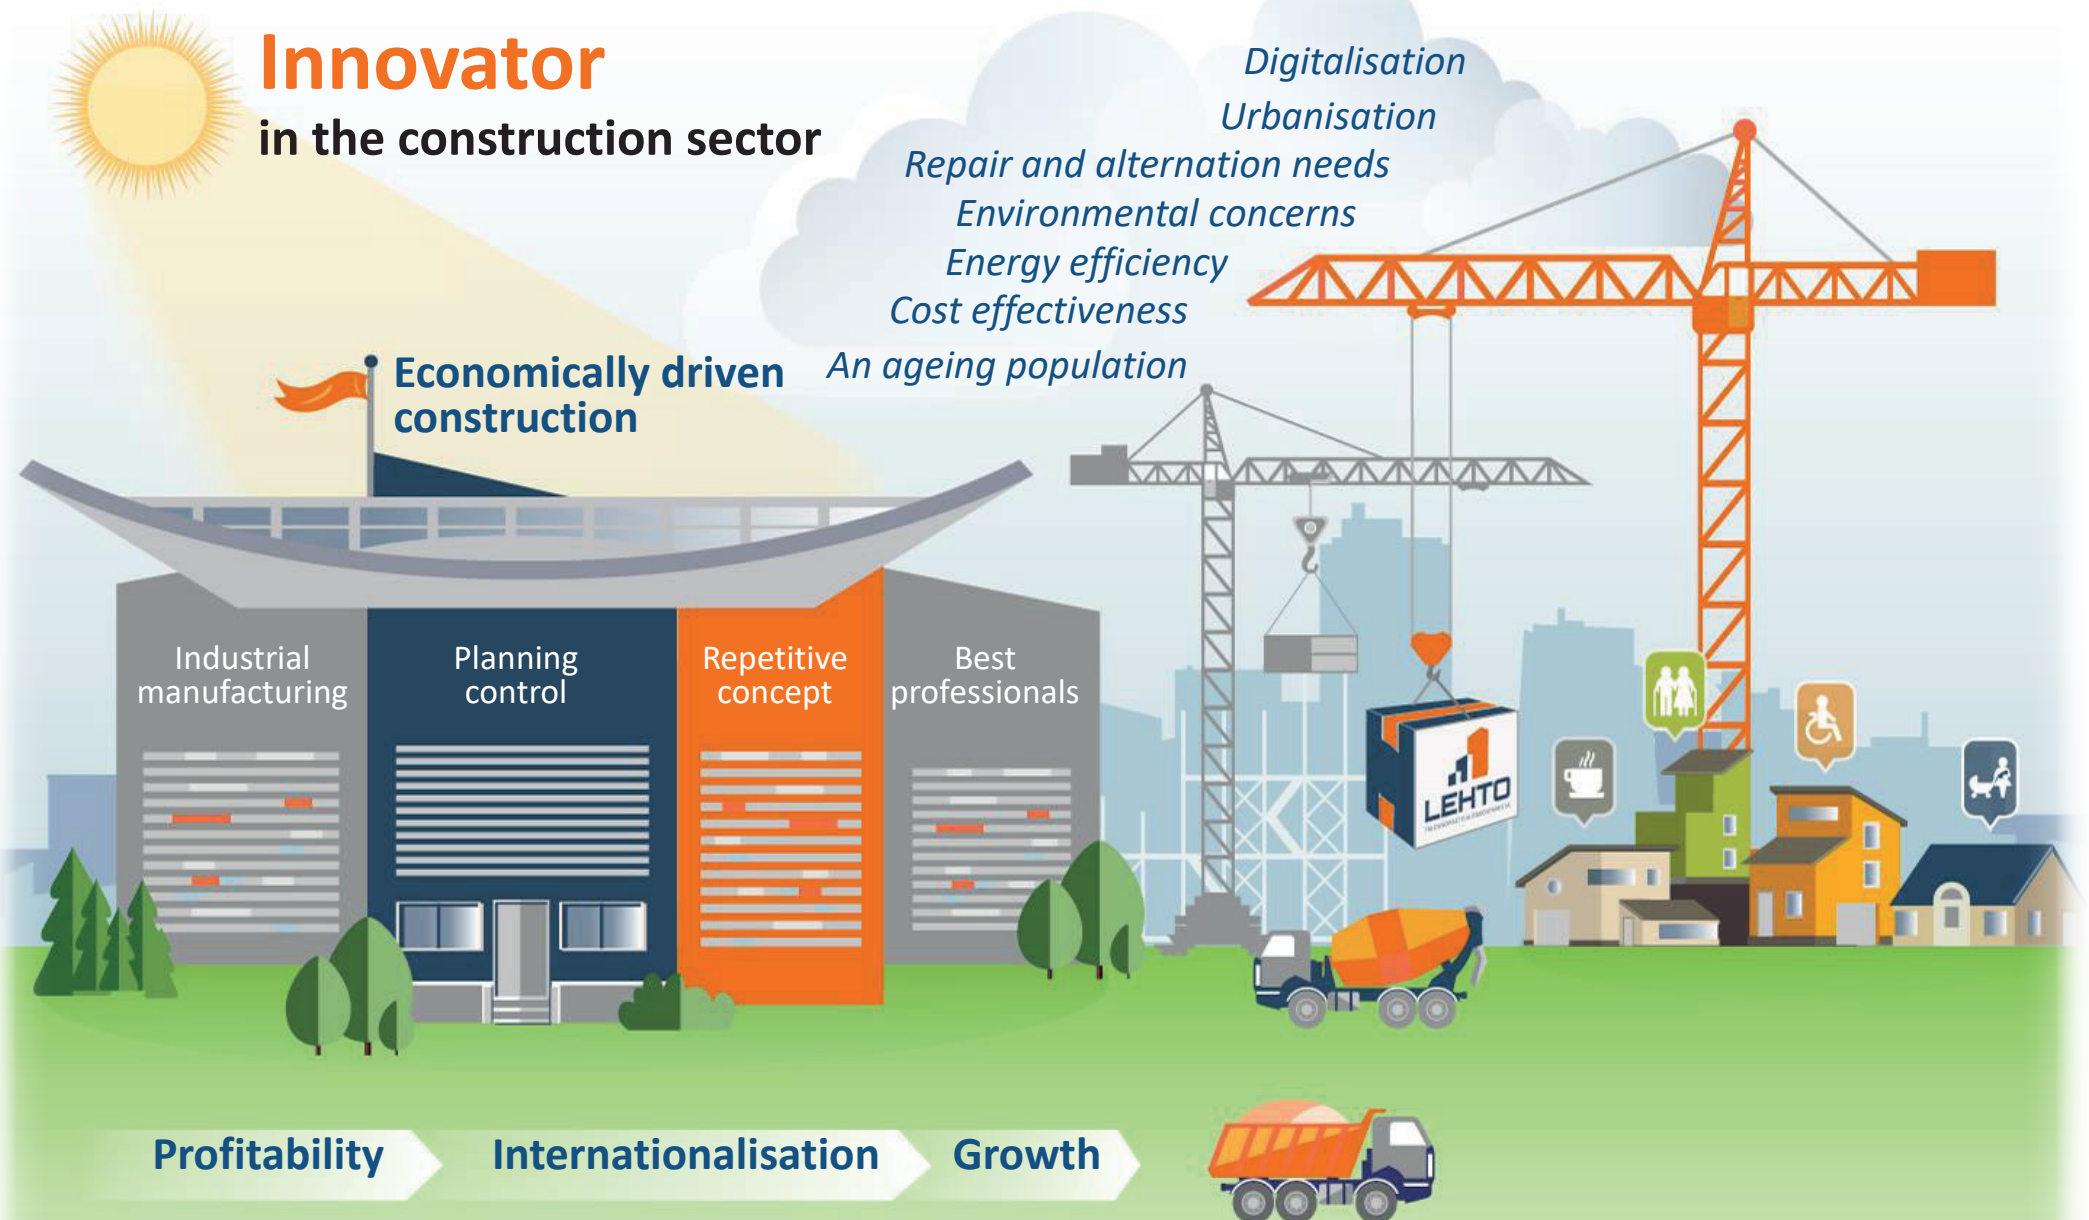 Innovator
in the construction sector
Digitalisation
Urbanisation
Repair and alternation needs
Environmental concerns
Energy efficiency
Cost effectiveness
An ageing population
Economically driven
construction
Industrial
manufacturing
Planning
control
Repetitive
concept
Best
professionals
LEHTO
Profitability
Internationalisation
Growth